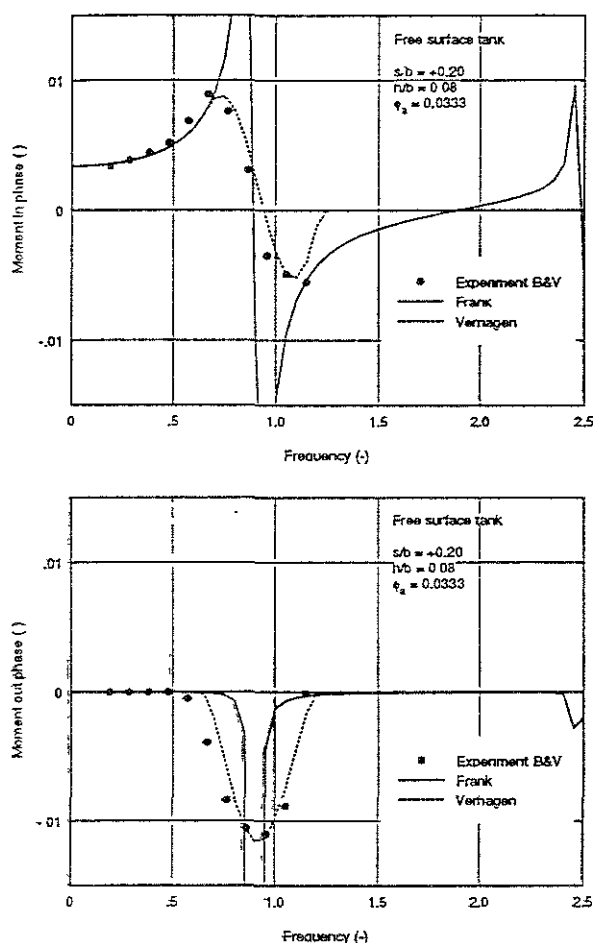 Free surface tank
s/b = +0.20
h/b = 0.08
ϕa = 0.0333
.01
0
-.01
Moment in phase (-)
Experiment B&V
Frank
Verhagen
0
.5
1.0
1.5
2.0
2.5
Frequency (-)
Free surface tank
s/b = +0.20
h/b = 0.08
ϕa = 0.0333
.01
0
-.01
Moment out phase (-)
Experiment B&V
Frank
Verhagen
0
.5
1.0
1.5
2.0
2.5
Frequency (-)